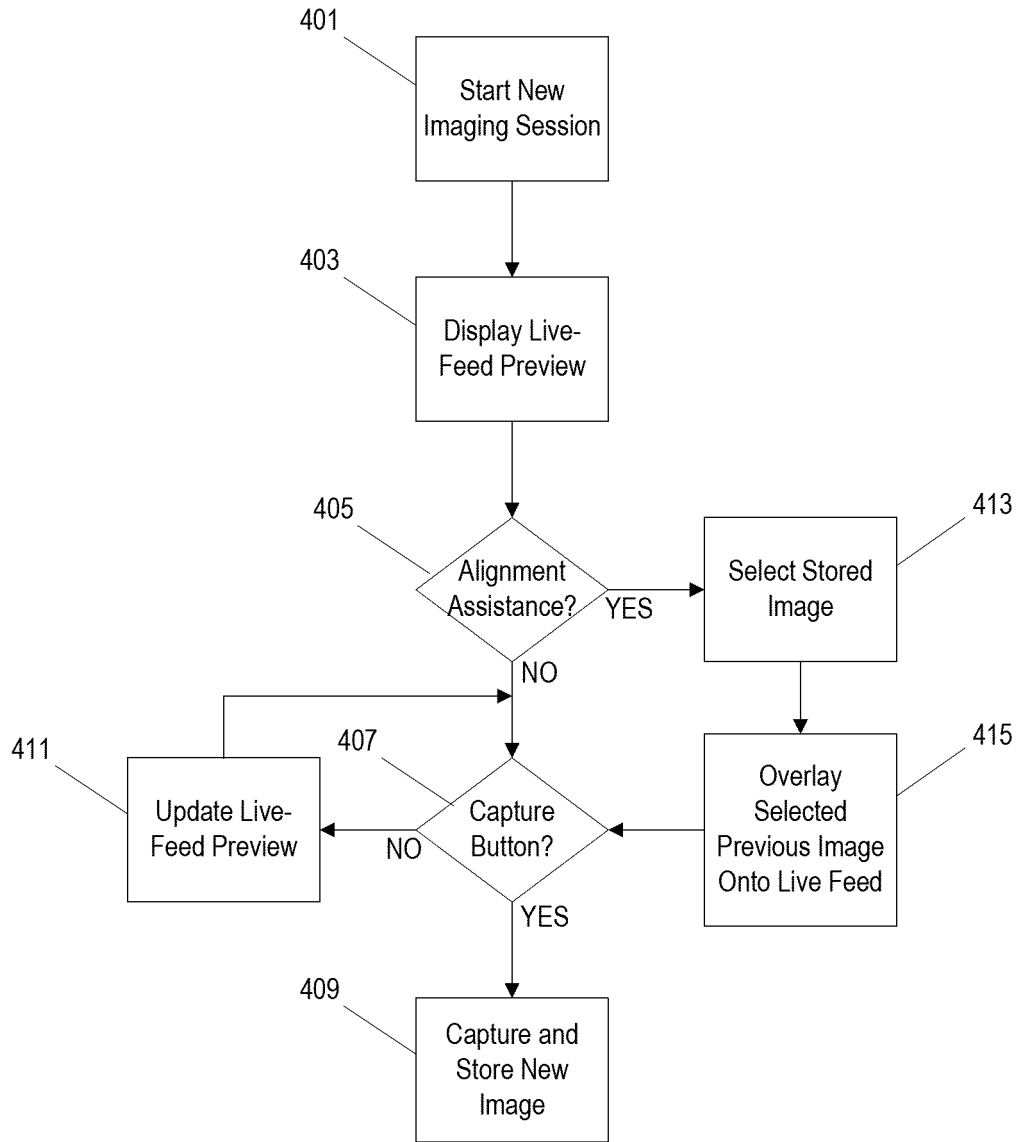 401
Start New
Imaging Session
403
Display Live-
Feed Preview
405
Alignment
Assistance?
YES
NO
413
Select Stored
Image
411
Update Live-
Feed Preview
407
Capture
Button?
NO
YES
415
Overlay
Selected
Previous Image
Onto Live Feed
409
Capture and
Store New
Image